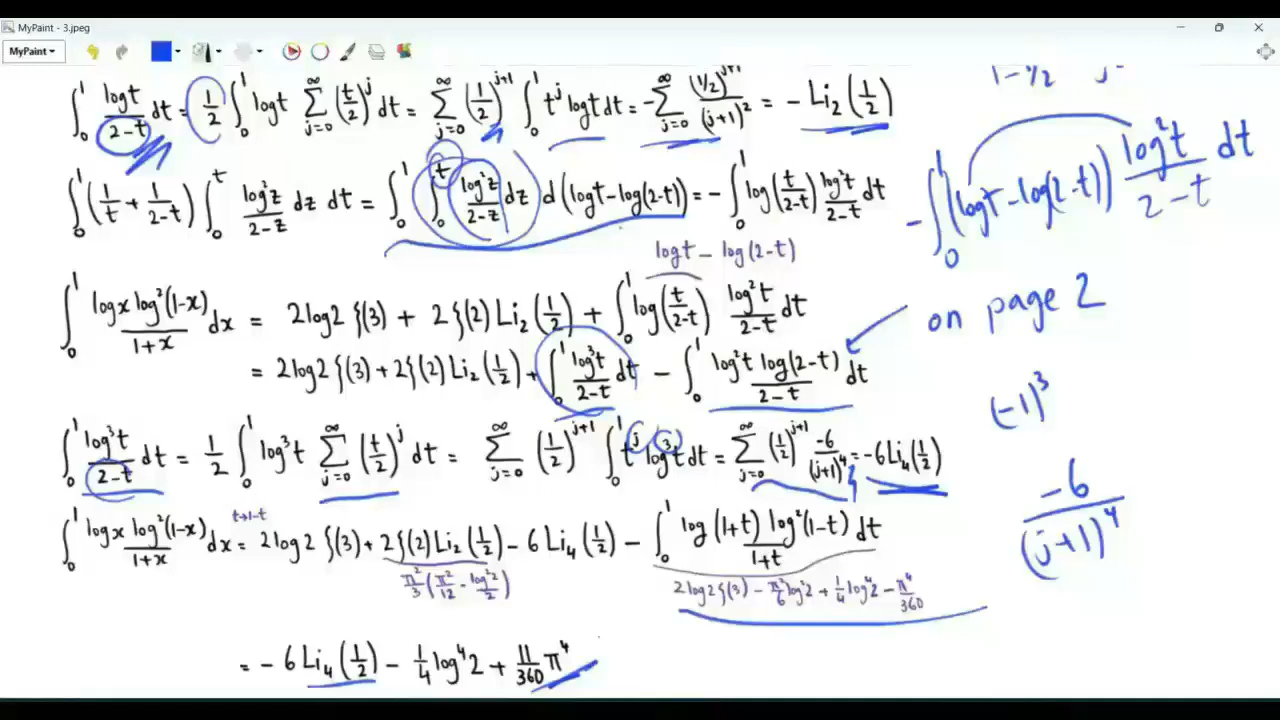 MyPaint - 3.jpeg
MyPaint
1-1/2
∫₀¹ logt/(2-t) dt = 1/2 ∫₀¹ logt ∑_{j=0}^∞ (t/2)^j dt = ∑_{j=0}^∞ (1/2)^{j+1} ∫₀¹ t^j logt dt = -∑_{j=0}^∞ (1/2)^{j+1}/(j+1)² = - Li₂(1/2)
∫₀¹ (1/t + 1/(2-t)) ∫₀^t log²z/(2-z) dz dt = ∫₀¹ ∫₀^t log²z/(2-z) dz d(logt-log(2-t)) = -∫₀¹ log(t/(2-t)) log²t/(2-t) dt
-∫₀¹ (logt-log(2-t)) log²t/(2-t) dt
logt - log(2-t)
∫₀¹ logx log²(1-x)/(1+x) dx = 2log2 ζ(3) + 2ζ(2) Li₂(1/2) + ∫₀¹ log(t/(2-t)) log²t/(2-t) dt
on page 2
= 2log2 ζ(3) + 2ζ(2) Li₂(1/2) + ∫₀¹ log³t/(2-t) dt - ∫₀¹ log²t log(2-t)/(2-t) dt
(-1)³
∫₀¹ log³t/(2-t) dt = 1/2 ∫₀¹ log³t ∑_{j=0}^∞ (t/2)^j dt = ∑_{j=0}^∞ (1/2)^{j+1} ∫₀¹ t^j log³t dt = ∑_{j=0}^∞ (1/2)^{j+1} -6/(j+1)⁴ = -6Li₄(1/2)
-6/(j+1)⁴
t→1-t
∫₀¹ logx log²(1-x)/(1+x) dx = 2log2 ζ(3) + 2ζ(2) Li₂(1/2) - 6Li₄(1/2) - ∫₀¹ log(1+t) log²(1-t)/(1+t) dt
π²/3 (π²/12 - log²2/2)
2log2 ζ(3) - π²/6 log²2 + 1/4 log⁴2 - π⁴/360
= - 6 Li₄(1/2) - 1/4 log⁴2 + 11/360 π⁴